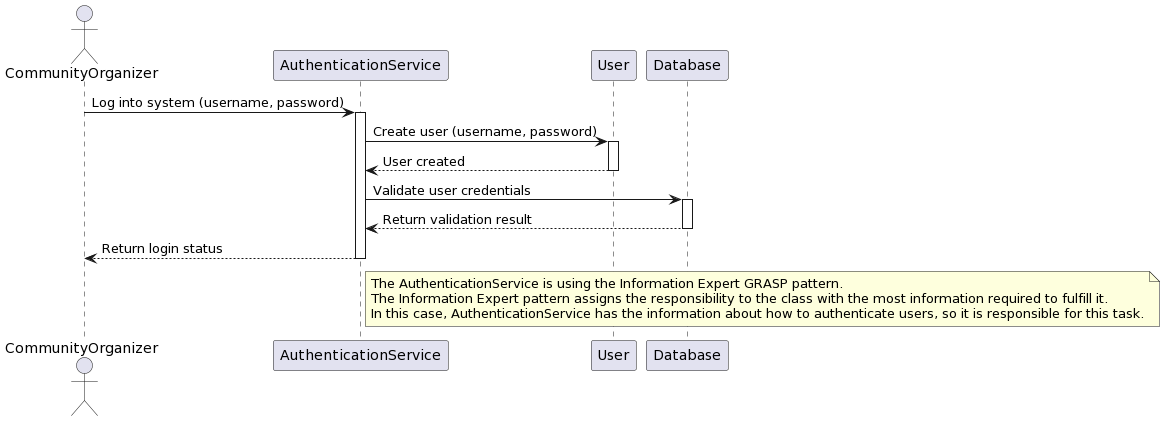 CommunityOrganizer
AuthenticationService
User
Database
Log into system (username, password)
Create user (username, password)
User created
Validate user credentials
Return validation result
Return login status
The AuthenticationService is using the Information Expert GRASP pattern.
The Information Expert pattern assigns the responsibility to the class with the most information required to fulfill it.
In this case, AuthenticationService has the information about how to authenticate users, so it is responsible for this task.
CommunityOrganizer
AuthenticationService
User
Database